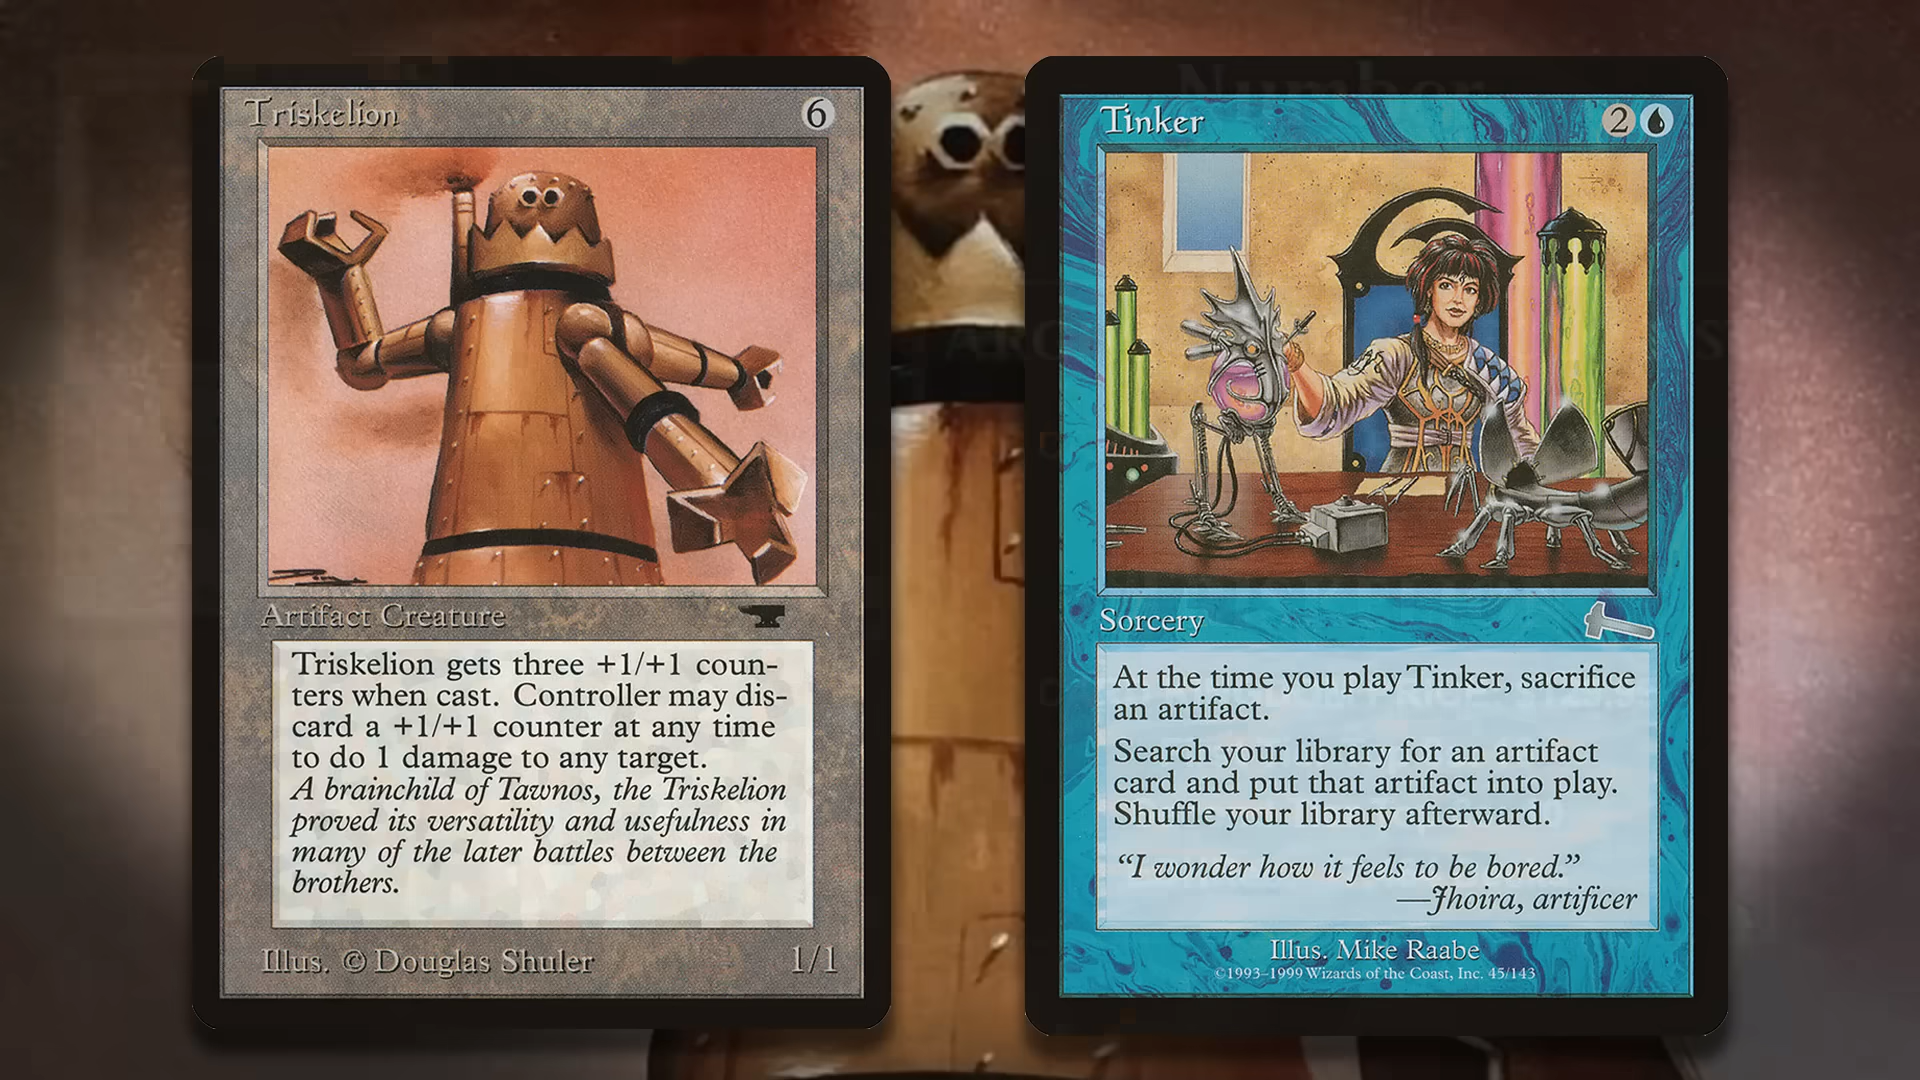 Triskelion
6
Artifact Creature
Triskelion gets three +1/+1 coun-
ters when cast. Controller may dis-
card a +1/+1 counter at any time
to do 1 damage to any target.
A brainchild of Tawnos, the Triskelion
proved its versatility and usefulness in
many of the later battles between the
brothers.
Illus. © Douglas Shuler
1/1
Tinker
2
Sorcery
At the time you play Tinker, sacrifice
an artifact.
Search your library for an artifact
card and put that artifact into play.
Shuffle your library afterward.
“I wonder how it feels to be bored.”
—Jhoira, artificer
Illus. Mike Raabe
©1993–1999 Wizards of the Coast, Inc. 45/143
Number